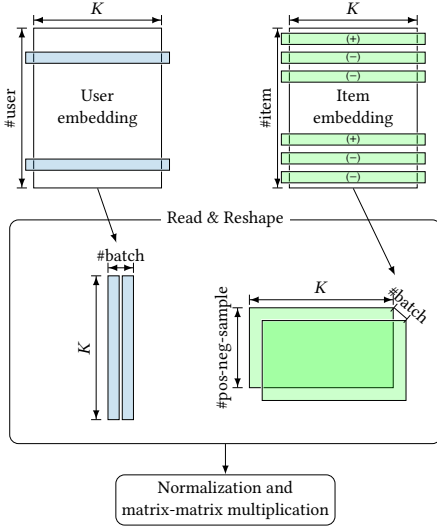 K
K
#user
User
embedding
#item
(+)
(−)
(−)
Item
embedding
(+)
(−)
(−)
Read & Reshape
#batch
K
K
#batch
#pos-neg-sample
Normalization and
matrix-matrix multiplication